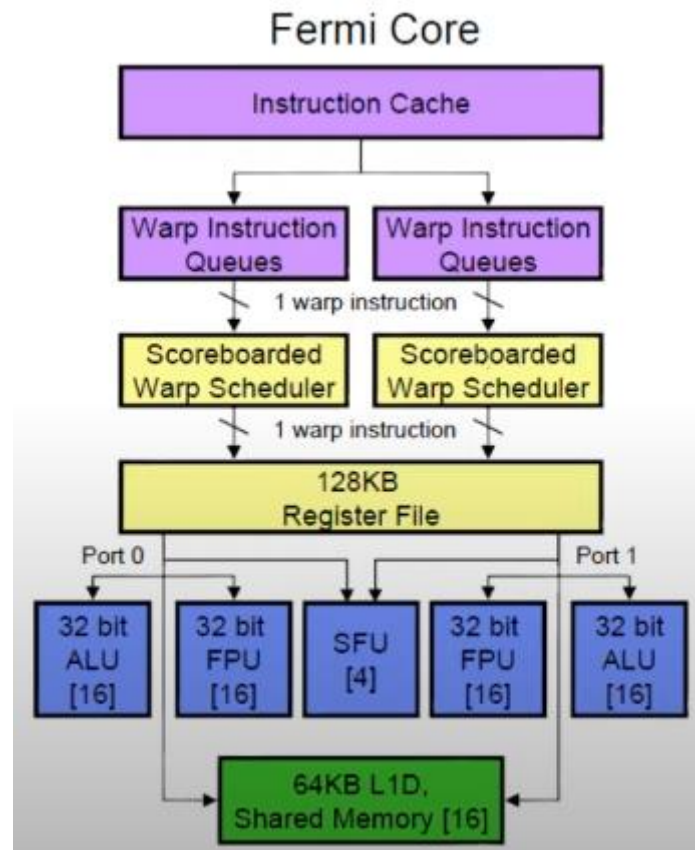 Fermi Core
Instruction Cache
Warp Instruction
Queues
Warp Instruction
Queues
1 warp instruction
Scoreboarded
Warp Scheduler
Scoreboarded
Warp Scheduler
1 warp instruction
128KB
Register File
Port 0
Port 1
32 bit
ALU
[16]
32 bit
FPU
[16]
SFU
[4]
32 bit
FPU
[16]
32 bit
ALU
[16]
64KB L1D,
Shared Memory [16]